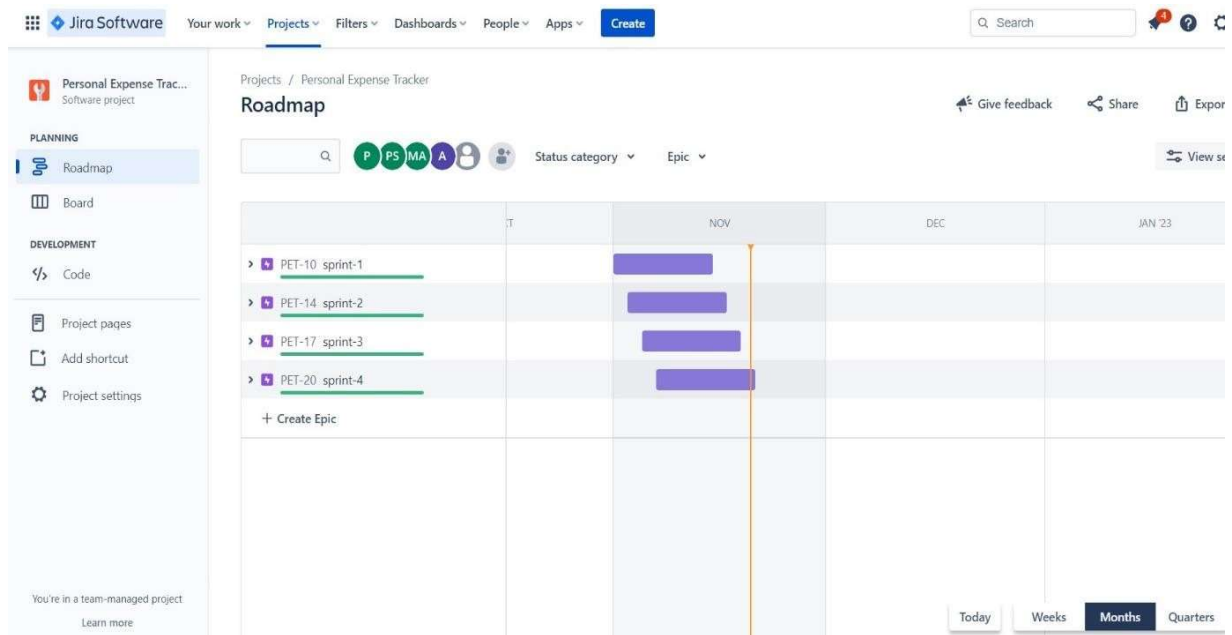 Jira Software Your work Projects Filters Dashboards People Apps Create Search 4
Personal Expense Trac...
Software project
PLANNING
Roadmap
Board
DEVELOPMENT
Code
Project pages
Add shortcut
Project settings
You're in a team-managed project
Learn more
Projects / Personal Expense Tracker
Roadmap
Give feedback Share Expor
P PS MA A Status category Epic View se
T NOV DEC JAN '23
PET-10 sprint-1
PET-14 sprint-2
PET-17 sprint-3
PET-20 sprint-4
+ Create Epic
Today Weeks Months Quarters